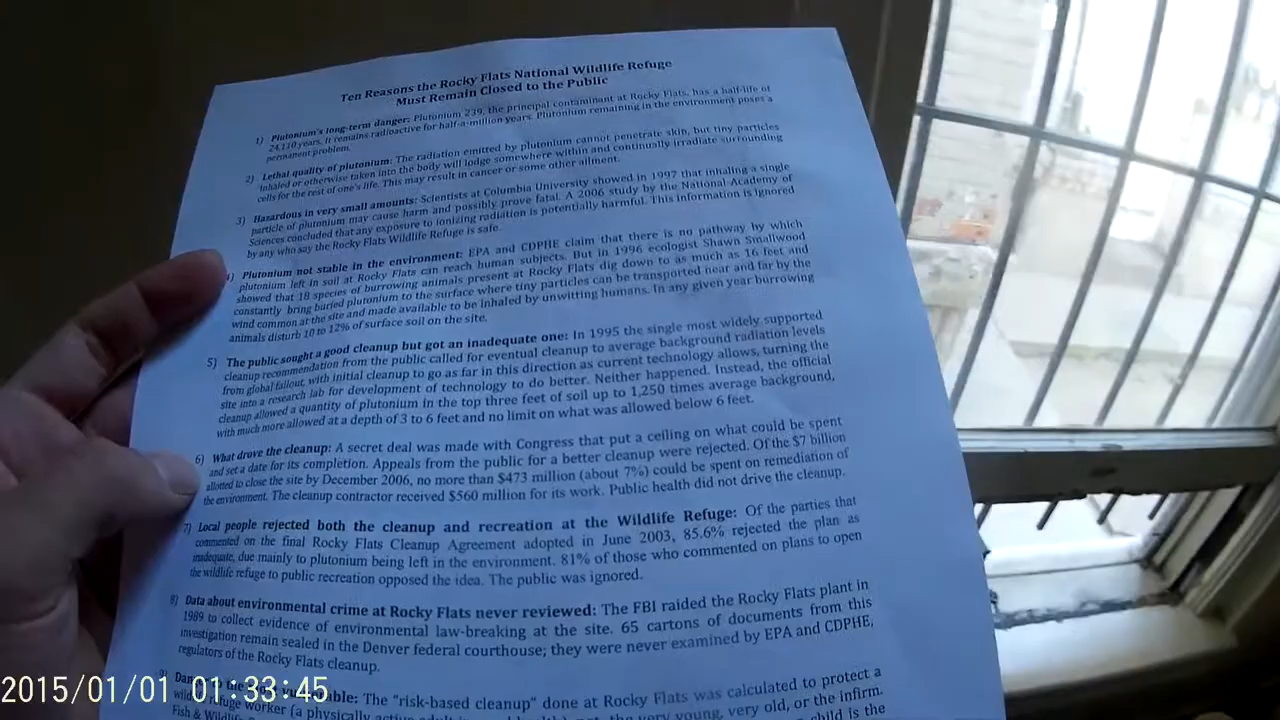 Ten Reasons the Rocky Flats National Wildlife Refuge
Must Remain Closed to the Public
1) Plutonium's long-term danger: Plutonium 239, the principal contaminant at Rocky Flats, has a half-life of
24,110 years. It remains radioactive for half-a-million years. Plutonium remaining in the environment poses a
permanent problem.
2) Lethal quality of plutonium: The radiation emitted by plutonium cannot penetrate skin, but tiny particles
inhaled or otherwise taken into the body will lodge somewhere within and continually irradiate surrounding
cells for the rest of one's life. This may result in cancer or some other ailment.
3) Hazardous in very small amounts: Scientists at Columbia University showed in 1997 that inhaling a single
particle of plutonium may cause harm and possibly prove fatal. A 2006 study by the National Academy of
Sciences concluded that any exposure to ionizing radiation is potentially harmful. This information is ignored
by any who say the Rocky Flats Wildlife Refuge is safe.
4) Plutonium not stable in the environment: EPA and CDPHE claim that there is no pathway by which
plutonium left in soil at Rocky Flats can reach human subjects. But in 1996 ecologist Shawn Smallwood
showed that 18 species of burrowing animals present at Rocky Flats dig down to as much as 16 feet and
constantly bring buried plutonium to the surface where tiny particles can be transported near and far by the
wind common at the site and made available to be inhaled by unwitting humans. In any given year burrowing
animals disturb 10 to 12% of surface soil on the site.
5) The public sought a good cleanup but got an inadequate one: In 1995 the single most widely supported
cleanup recommendation from the public called for eventual cleanup to average background radiation levels
from global fallout, with initial cleanup to go as far in this direction as current technology allows, turning the
site into a research lab for development of technology to do better. Neither happened. Instead, the official
cleanup allowed a quantity of plutonium in the top three feet of soil up to 1,250 times average background,
with much more allowed at a depth of 3 to 6 feet and no limit on what was allowed below 6 feet.
6) What drove the cleanup: A secret deal was made with Congress that put a ceiling on what could be spent
and set a date for its completion. Appeals from the public for a better cleanup were rejected. Of the $7 billion
allotted to close the site by December 2006, no more than $473 million (about 7%) could be spent on remediation of
the environment. The cleanup contractor received $560 million for its work. Public health did not drive the cleanup.
7) Local people rejected both the cleanup and recreation at the Wildlife Refuge: Of the parties that
commented on the final Rocky Flats Cleanup Agreement adopted in June 2003, 85.6% rejected the plan as
inadequate, due mainly to plutonium being left in the environment. 81% of those who commented on plans to open
the wildlife refuge to public recreation opposed the idea. The public was ignored.
8) Data about environmental crime at Rocky Flats never reviewed: The FBI raided the Rocky Flats plant in
1989 to collect evidence of environmental law-breaking at the site. 65 cartons of documents from this
investigation remain sealed in the Denver federal courthouse; they were never examined by EPA and CDPHE,
regulators of the Rocky Flats cleanup.
9) Danger to the most vulnerable: The "risk-based cleanup" done at Rocky Flats was calculated to protect a
wildlife refuge worker (a physically active adult in good health), not the very young, very old, or the infirm.
Fish & Wildlife child is the
2015/01/01 01:33:45